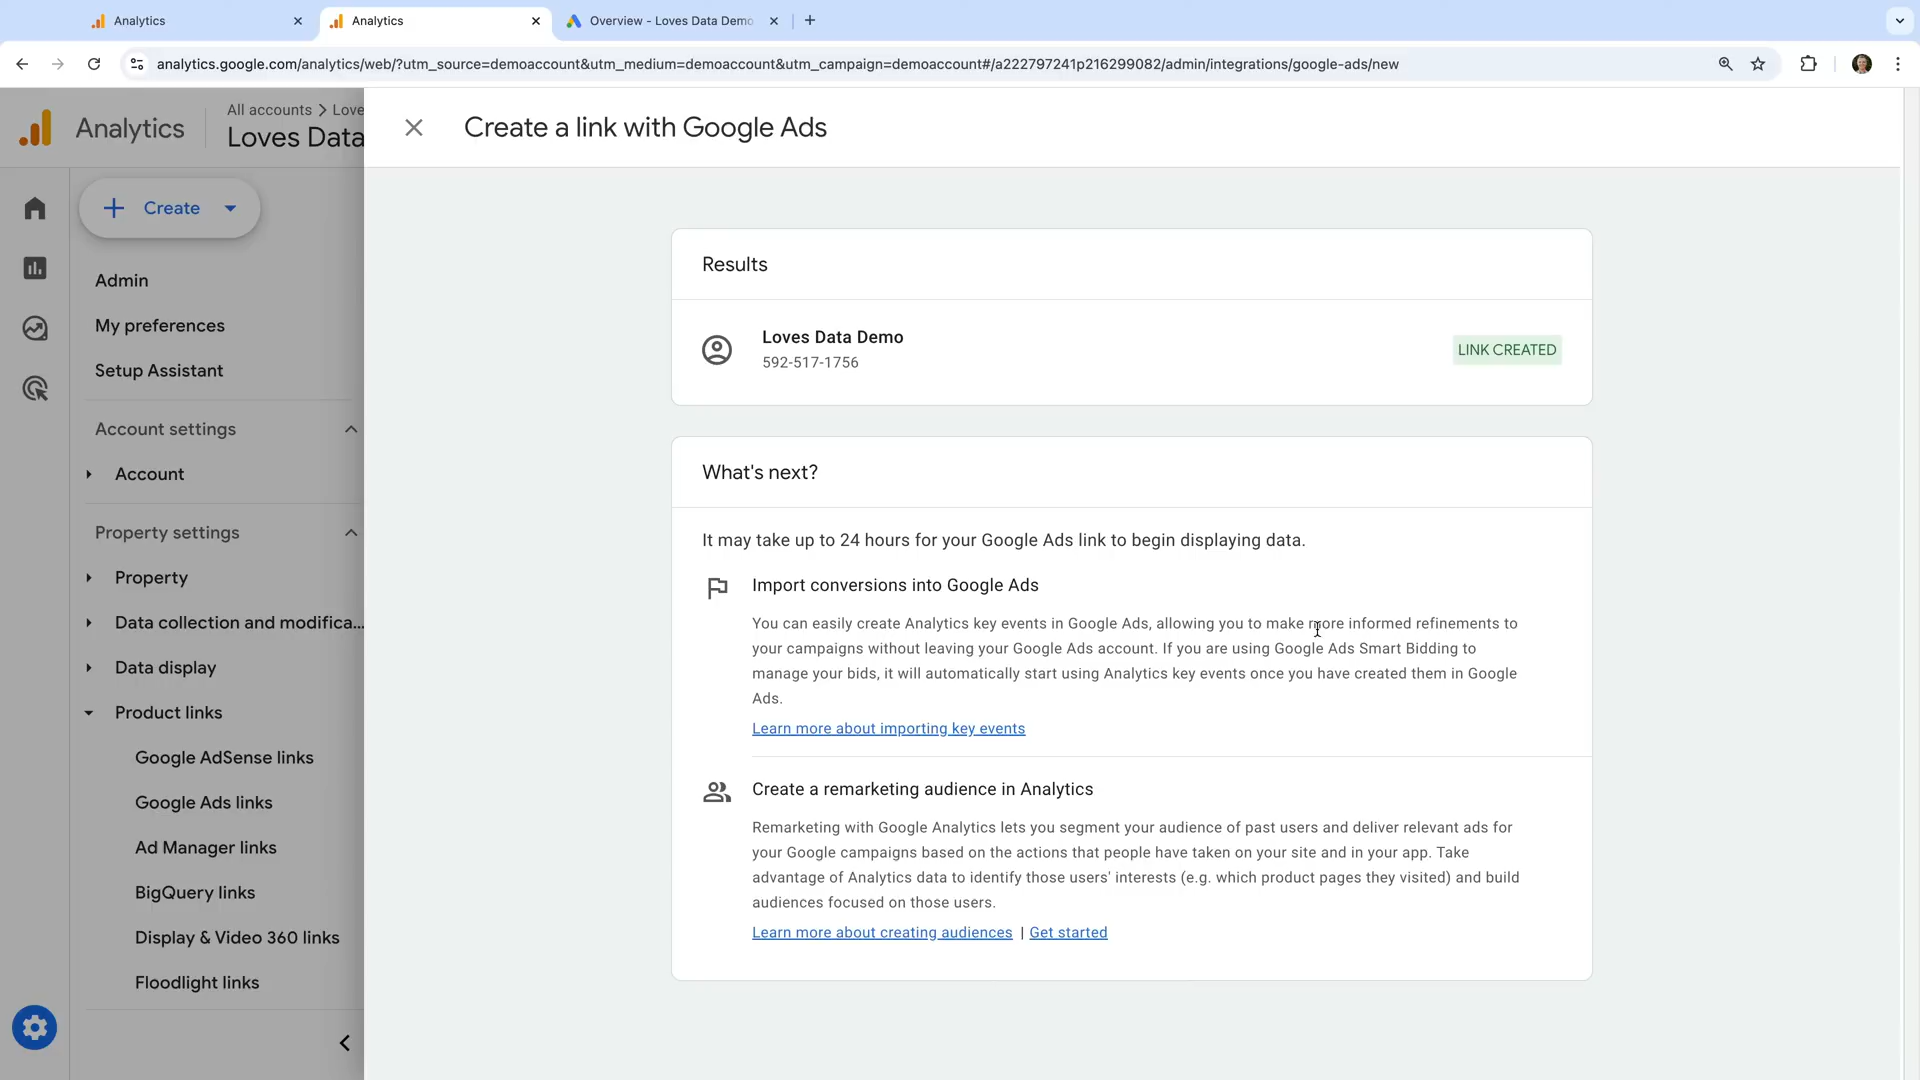 Analytics
Analytics
Overview - Loves Data Demo
analytics.google.com/analytics/web/?utm_source=demoaccount&utm_medium=demoaccount&utm_campaign=demoaccount#/a222797241p216299082/admin/integrations/google-ads/new
Analytics
All accounts > Love
Loves Data
Create a link with Google Ads
Create
Admin
My preferences
Setup Assistant
Account settings
Account
Property settings
Property
Data collection and modifica...
Data display
Product links
Google AdSense links
Google Ads links
Ad Manager links
BigQuery links
Display & Video 360 links
Floodlight links
Results
Loves Data Demo
592-517-1756
LINK CREATED
What's next?
It may take up to 24 hours for your Google Ads link to begin displaying data.
Import conversions into Google Ads
You can easily create Analytics key events in Google Ads, allowing you to make more informed refinements to
your campaigns without leaving your Google Ads account. If you are using Google Ads Smart Bidding to
manage your bids, it will automatically start using Analytics key events once you have created them in Google
Ads.
Learn more about importing key events
Create a remarketing audience in Analytics
Remarketing with Google Analytics lets you segment your audience of past users and deliver relevant ads for
your Google campaigns based on the actions that people have taken on your site and in your app. Take
advantage of Analytics data to identify those users' interests (e.g. which product pages they visited) and build
audiences focused on those users.
Learn more about creating audiences | Get started